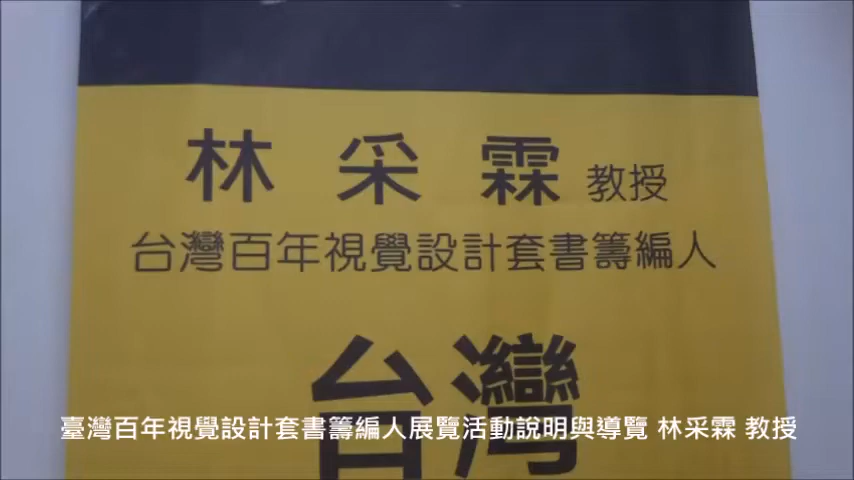 林采霖 教授
台灣百年視覺設計套書籌編人
台灣
臺灣百年視覺設計套書籌編人展覽活動說明與導覽 林采霖 教授